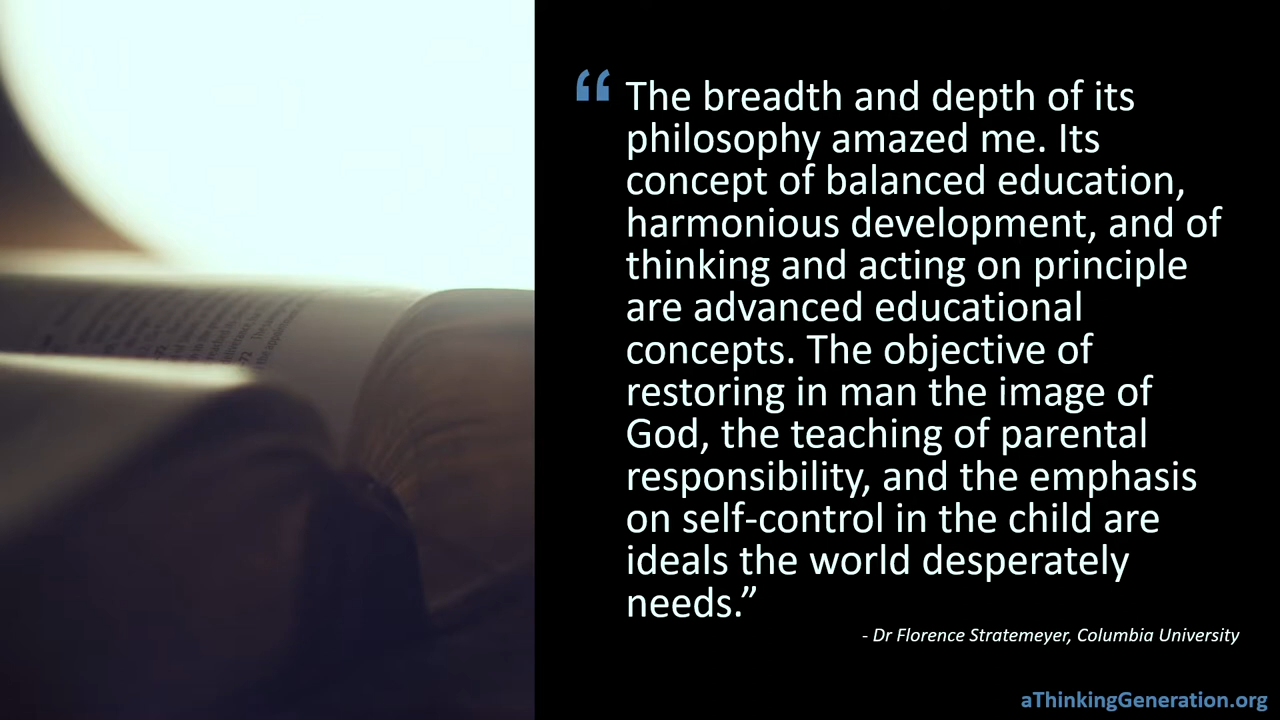 “ The breadth and depth of its
philosophy amazed me. Its
concept of balanced education,
harmonious development, and of
thinking and acting on principle
are advanced educational
concepts. The objective of
restoring in man the image of
God, the teaching of parental
responsibility, and the emphasis
on self-control in the child are
ideals the world desperately
needs.”
- Dr Florence Stratemeyer, Columbia University
aThinkingGeneration.org